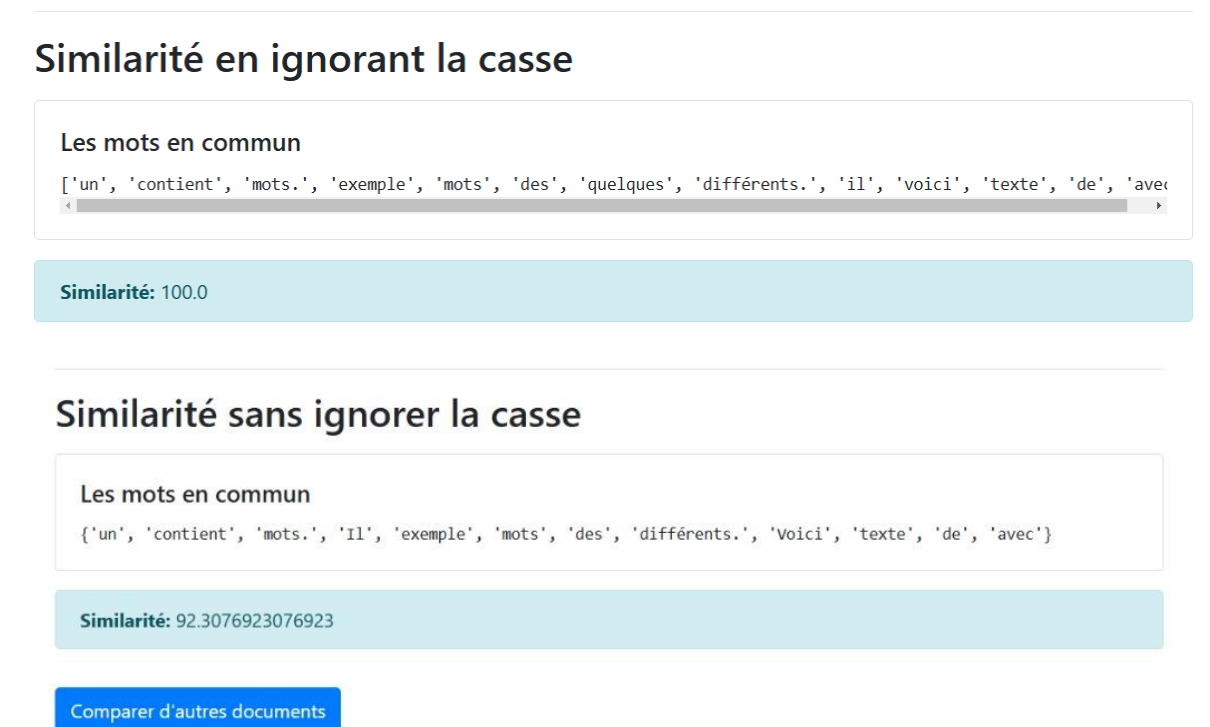 Similarité en ignorant la casse
Les mots en commun
['un', 'contient', 'mots.', 'exemple', 'mots', 'des', 'quelques', 'différents.', 'il', 'voici', 'texte', 'de', 'avec
Similarité: 100.0
Similarité sans ignorer la casse
Les mots en commun
{'un', 'contient', 'mots.', 'Il', 'exemple', 'mots', 'des', 'différents.', 'Voici', 'texte', 'de', 'avec'}
Similarité: 92.3076923076923
Comparer d'autres documents